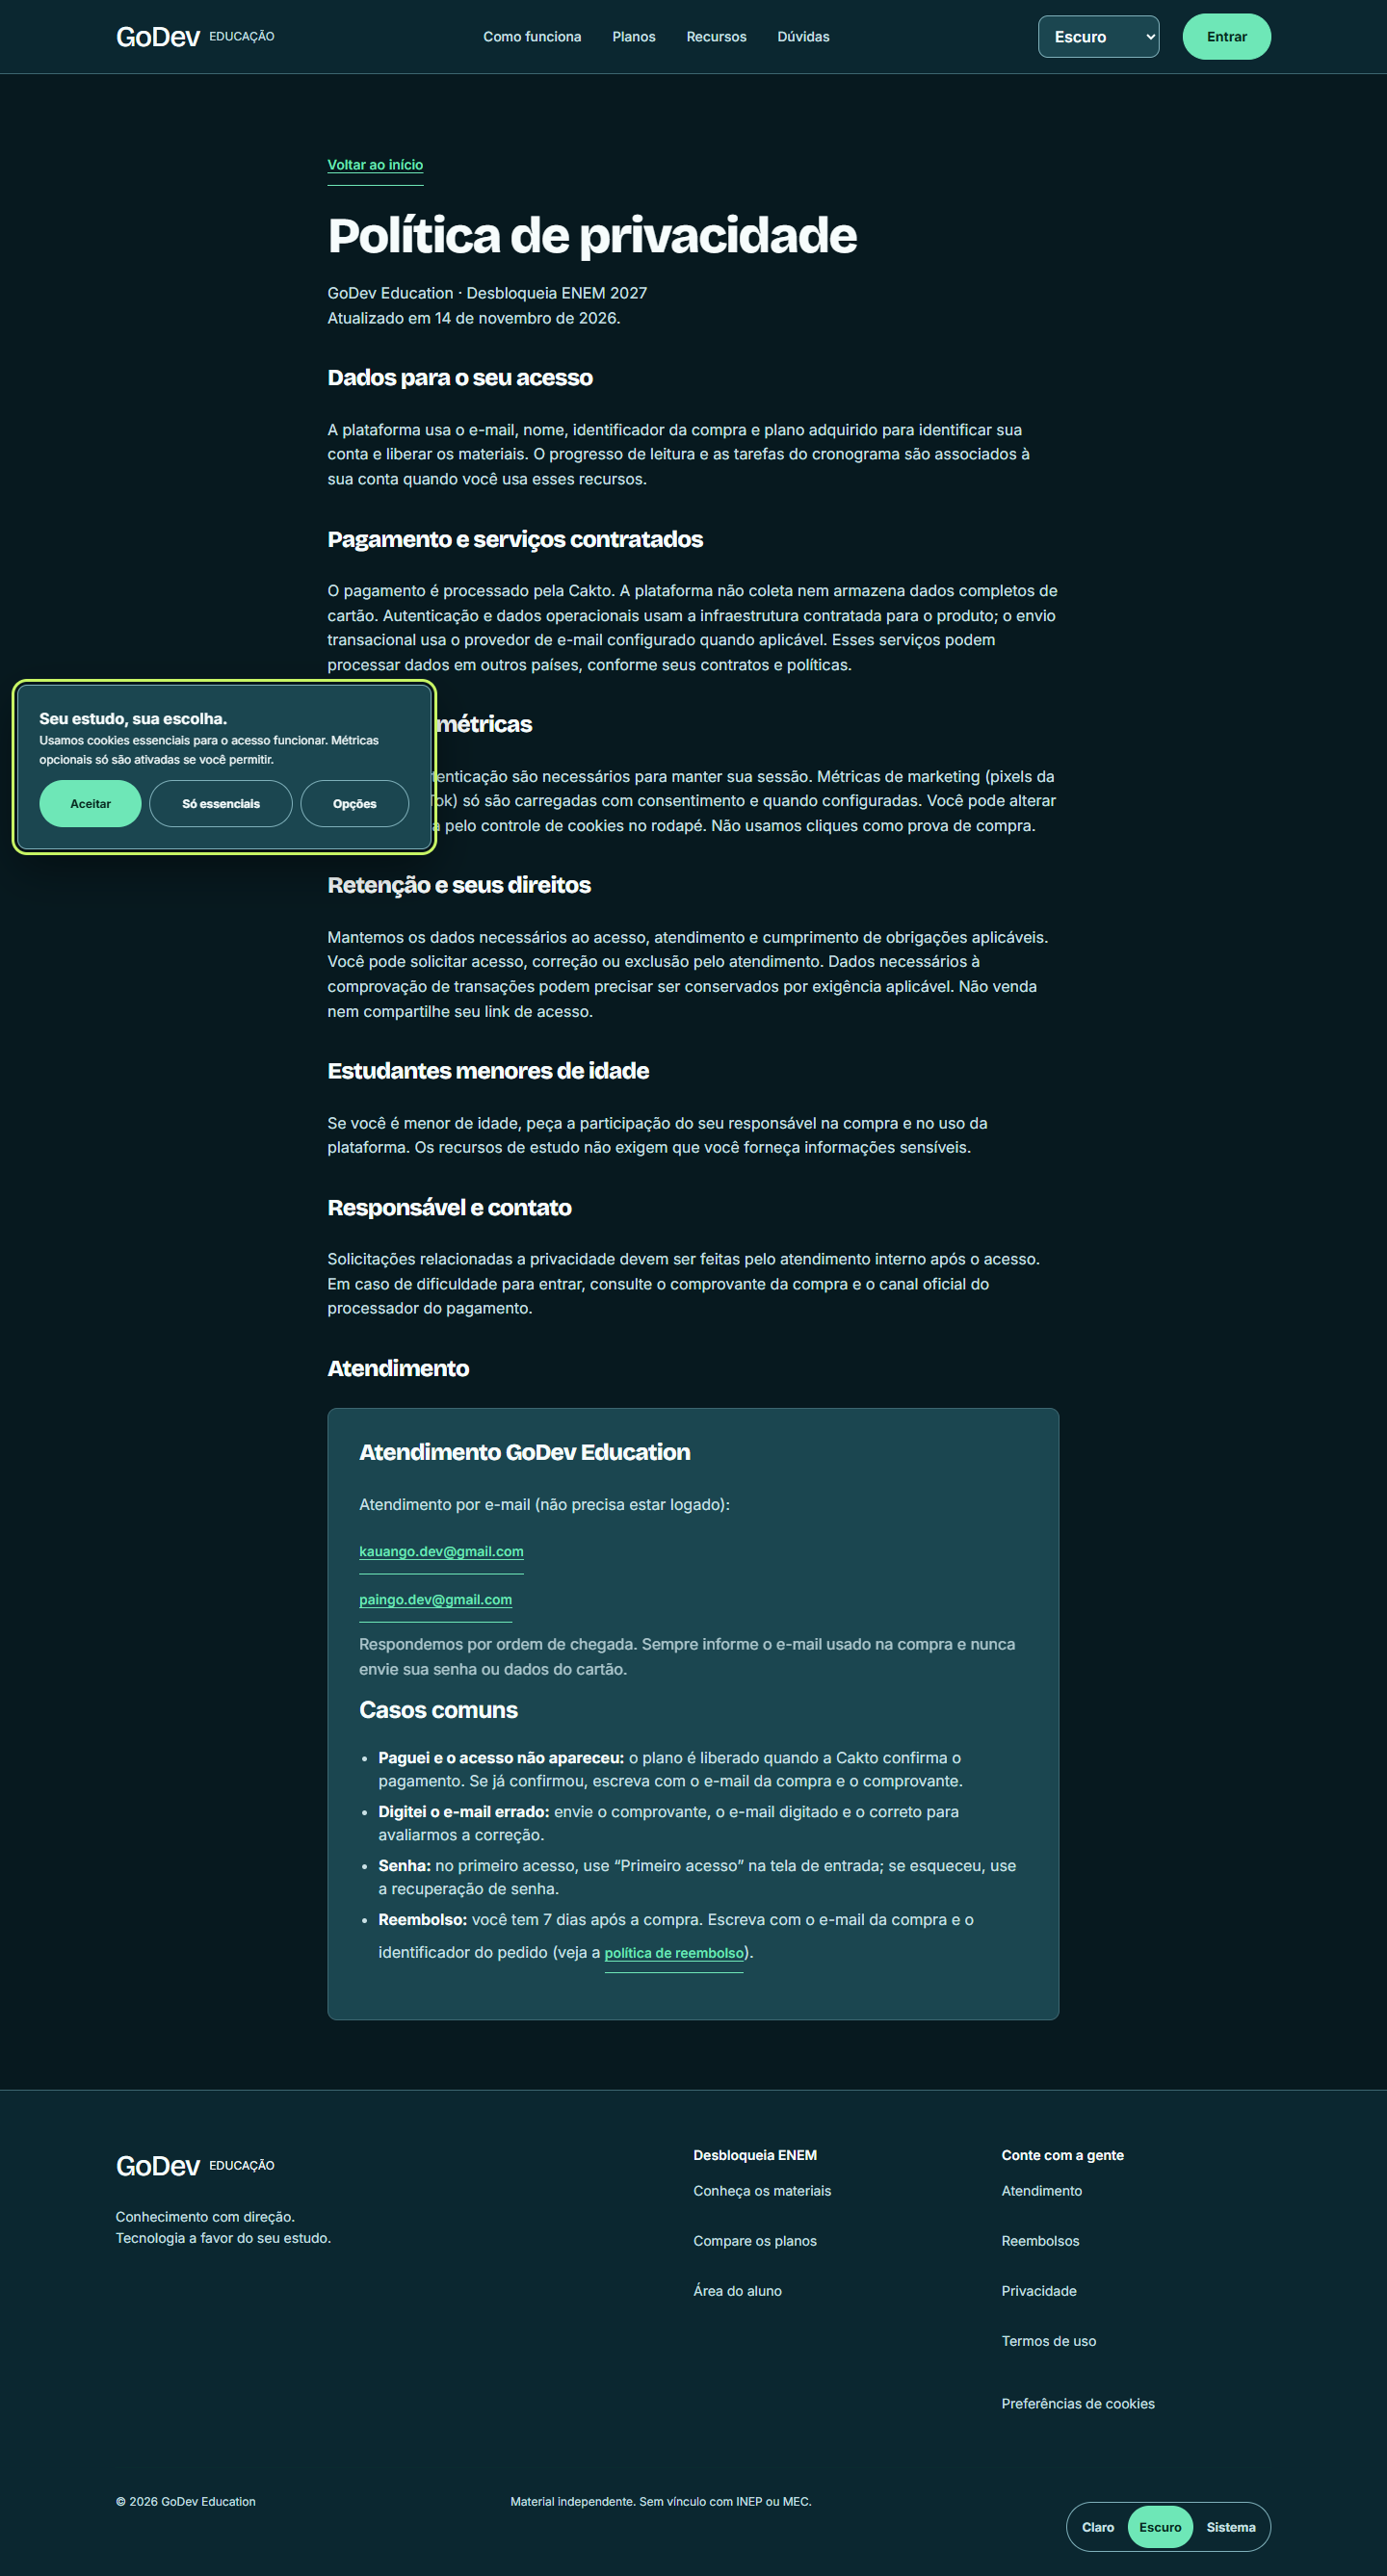 GoDev EDUCAÇÃO
Como funciona
Planos
Recursos
Dúvidas
Escuro
Entrar
Voltar ao início
Política de privacidade
GoDev Education · Desbloqueia ENEM 2027
Atualizado em 14 de novembro de 2026.
Dados para o seu acesso
A plataforma usa o e-mail, nome, identificador da compra e plano adquirido para identificar sua
conta e liberar os materiais. O progresso de leitura e as tarefas do cronograma são associados à
sua conta quando você usa esses recursos.
Pagamento e serviços contratados
O pagamento é processado pela Cakto. A plataforma não coleta nem armazena dados completos de
cartão. Autenticação e dados operacionais usam a infraestrutura contratada para o produto; o envio
transacional usa o provedor de e-mail configurado quando aplicável. Esses serviços podem
processar dados em outros países, conforme seus contratos e políticas.
Seu estudo, sua escolha.
Usamos cookies essenciais para o acesso funcionar. Métricas
opcionais só são ativadas se você permitir.
Aceitar
Só essenciais
Opções
métricas
são necessários para manter sua sessão. Métricas de marketing (pixels da
só são carregadas com consentimento e quando configuradas. Você pode alterar
pelo controle de cookies no rodapé. Não usamos cliques como prova de compra.
Retenção e seus direitos
Mantemos os dados necessários ao acesso, atendimento e cumprimento de obrigações aplicáveis.
Você pode solicitar acesso, correção ou exclusão pelo atendimento. Dados necessários à
comprovação de transações podem precisar ser conservados por exigência aplicável. Não venda
nem compartilhe seu link de acesso.
Estudantes menores de idade
Se você é menor de idade, peça a participação do seu responsável na compra e no uso da
plataforma. Os recursos de estudo não exigem que você forneça informações sensíveis.
Responsável e contato
Solicitações relacionadas a privacidade devem ser feitas pelo atendimento interno após o acesso.
Em caso de dificuldade para entrar, consulte o comprovante da compra e o canal oficial do
processador do pagamento.
Atendimento
Atendimento GoDev Education
Atendimento por e-mail (não precisa estar logado):
kauango.dev@gmail.com
paingo.dev@gmail.com
Respondemos por ordem de chegada. Sempre informe o e-mail usado na compra e nunca
envie sua senha ou dados do cartão.
Casos comuns
• Paguei e o acesso não apareceu: o plano é liberado quando a Cakto confirma o
pagamento. Se já confirmou, escreva com o e-mail da compra e o comprovante.
• Digitei o e-mail errado: envie o comprovante, o e-mail digitado e o correto para
avaliarmos a correção.
• Senha: no primeiro acesso, use “Primeiro acesso” na tela de entrada; se esqueceu, use
a recuperação de senha.
• Reembolso: você tem 7 dias após a compra. Escreva com o e-mail da compra e o
identificador do pedido (veja a política de reembolso).
GoDev EDUCAÇÃO
Conhecimento com direção.
Tecnologia a favor do seu estudo.
Desbloqueia ENEM
Conheça os materiais
Compare os planos
Área do aluno
Conte com a gente
Atendimento
Reembolsos
Privacidade
Termos de uso
Preferências de cookies
© 2026 GoDev Education
Material independente. Sem vínculo com INEP ou MEC.
Claro
Escuro
Sistema